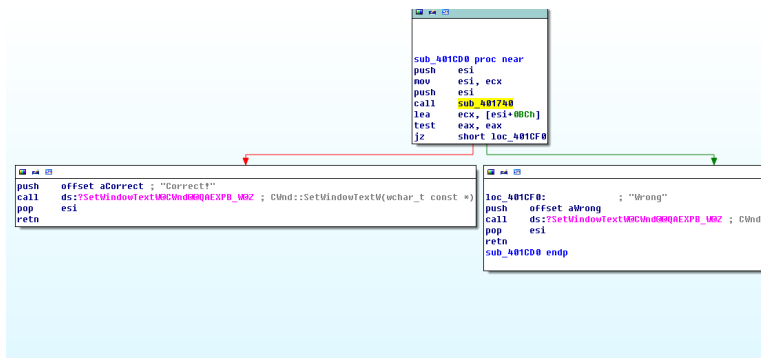 sub_401CD0 proc near
push    esi
mov     esi, ecx
push    esi
call    sub_401740
lea     ecx, [esi+0BCh]
test    eax, eax
jz      short loc_401CF0
push    offset aCorrect ; "Correct!"
call    ds:?SetWindowTextW@CWnd@@QAEXPB_W@Z ; CWnd::SetWindowTextW(wchar_t const *)
pop     esi
retn
loc_401CF0:             ; "Wrong"
push    offset aWrong
call    ds:?SetWindowTextW@CWnd@@QAEXPB_W@Z ; CWnd
pop     esi
retn
sub_401CD0 endp